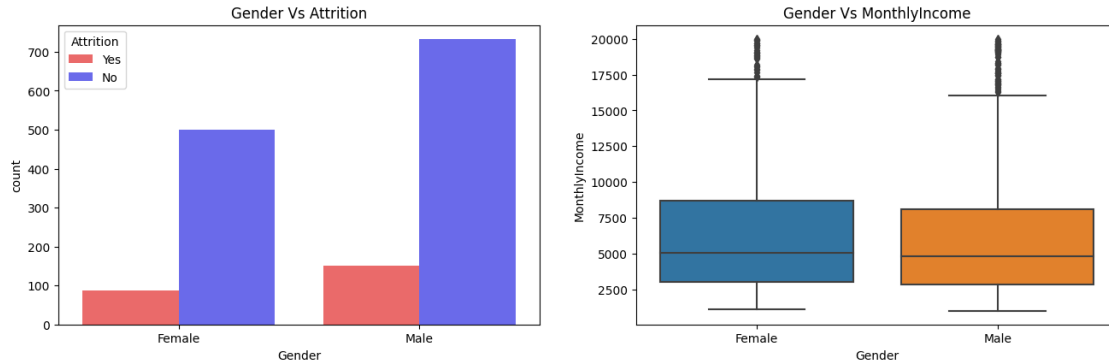 Gender Vs Attrition
Attrition
Yes
No
700
600
500
400
300
200
100
0
count
Female
Male
Gender
Gender Vs MonthlyIncome
20000
17500
15000
12500
10000
7500
5000
2500
MonthlyIncome
Female
Male
Gender